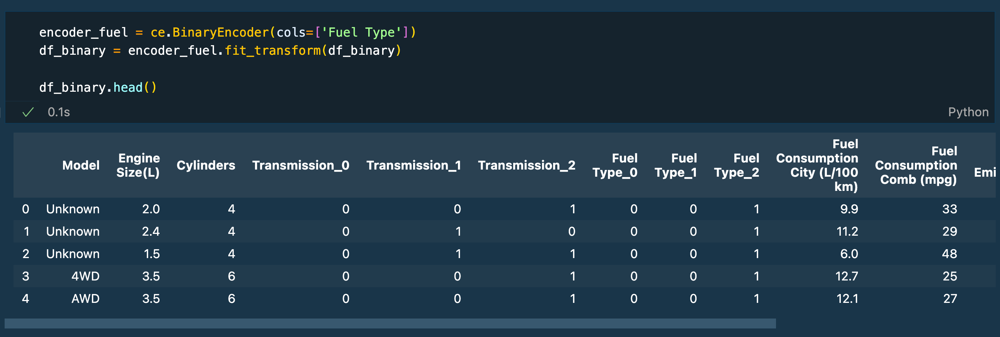 encoder_fuel = ce.BinaryEncoder(cols=['Fuel Type'])
df_binary = encoder_fuel.fit_transform(df_binary)
df_binary.head()
0.1s
Python
Model Engine Size(L) Cylinders Transmission_0 Transmission_1 Transmission_2 Fuel Type_0 Fuel Type_1 Fuel Type_2 Fuel Consumption City (L/100 km) Fuel Consumption Comb (mpg) Emi
0 Unknown 2.0 4 0 0 1 0 0 1 9.9 33
1 Unknown 2.4 4 0 1 0 0 0 1 11.2 29
2 Unknown 1.5 4 0 1 1 0 0 1 6.0 48
3 4WD 3.5 6 0 0 1 0 0 1 12.7 25
4 AWD 3.5 6 0 0 1 0 0 1 12.1 27